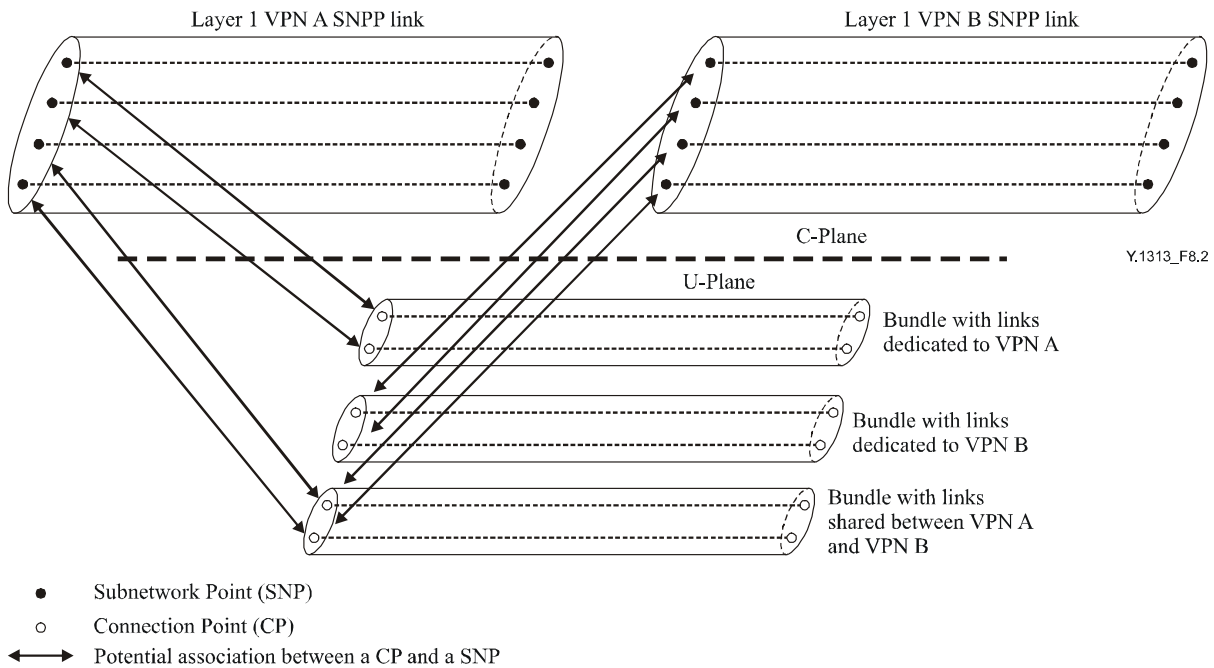 Layer 1 VPN A SNPP link
Layer 1 VPN B SNPP link
C-Plane
Y.1313_F8.2
U-Plane
Bundle with links
dedicated to VPN A
Bundle with links
dedicated to VPN B
Bundle with links
shared between VPN A
and VPN B
Subnetwork Point (SNP)
Connection Point (CP)
Potential association between a CP and a SNP